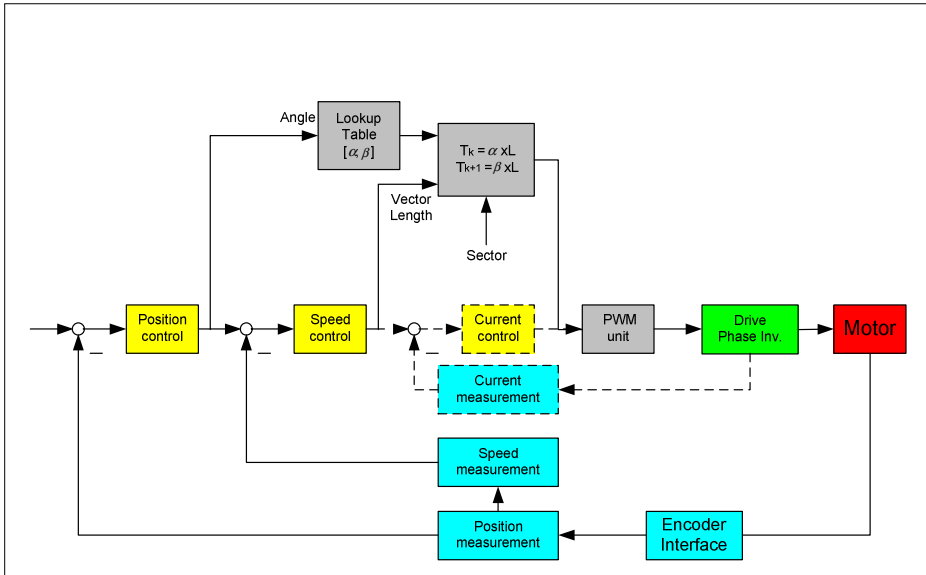 Angle
Lookup
Table
[α, β]
Tk = α xL
Tk+1 = β xL
Vector
Length
Sector
Position
control
Speed
control
Current
control
PWM
unit
Drive
Phase Inv.
Motor
Current
measurement
Speed
measurement
Position
measurement
Encoder
Interface